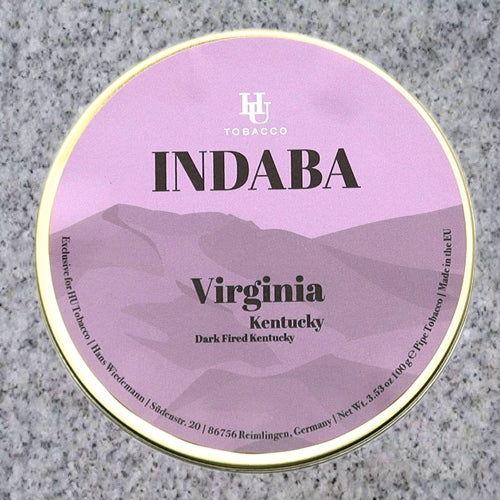 HU
TOBACCO
INDABA
Virginia
Kentucky
Dark Fired Kentucky
Exclusive for HU Tobacco | Hans Wiedemann | Südenstr. 20 | 86756 Reimlingen, Germany | Net Wt. 3.53 oz 100g ℮ Pipe Tobacco | Made in the EU